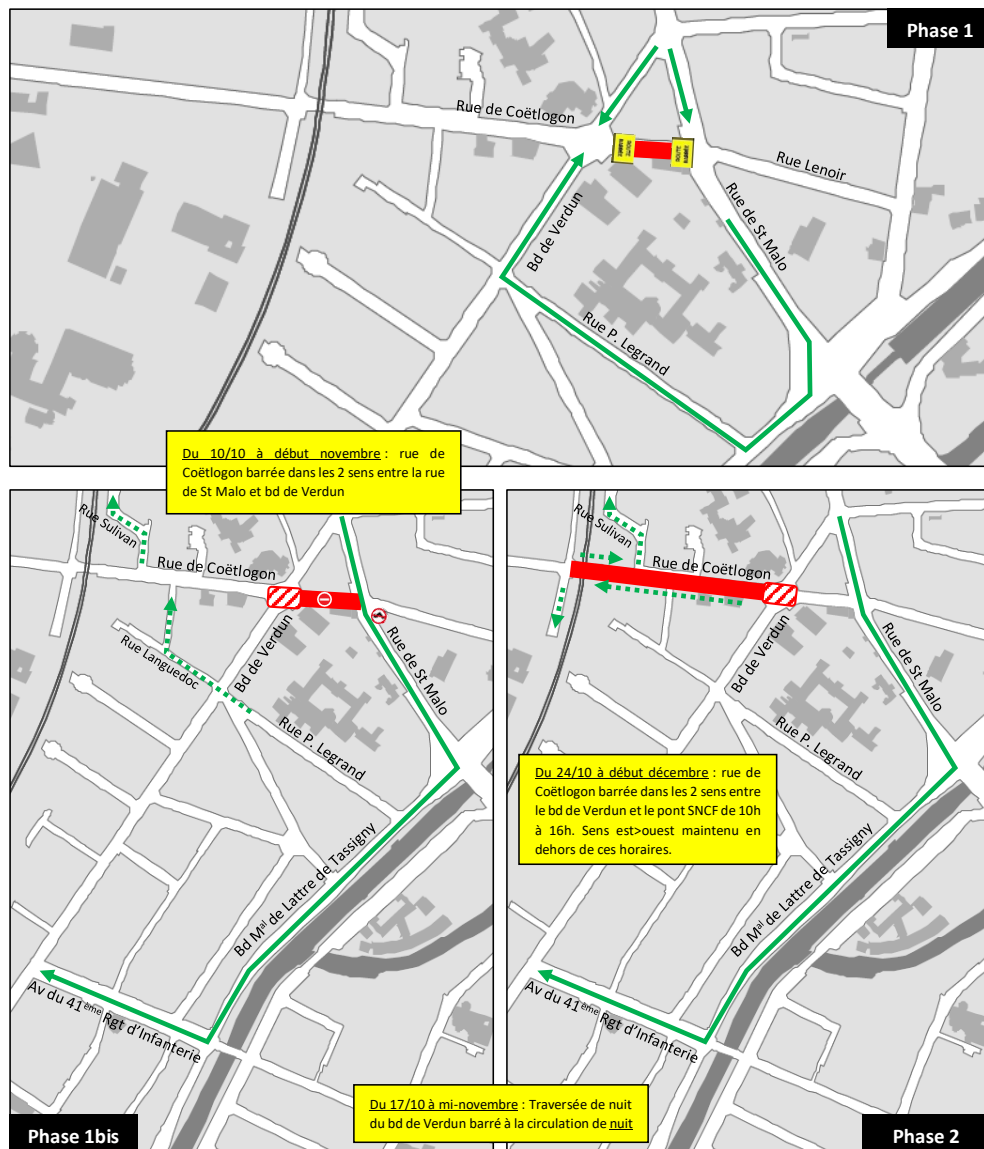 Phase 1
Rue de Coëtlogon
ROUTE
BARRÉE
ROUTE
BARRÉE
Rue Lenoir
Bd de Verdun
Rue de St Malo
Rue P. Legrand
Du 10/10 à début novembre : rue de
Coëtlogon barrée dans les 2 sens entre la rue
de St Malo et bd de Verdun
Rue Sulivan
Rue de Coëtlogon
Rue Languedoc
Bd de Verdun
Rue de St Malo
Rue P. Legrand
Bd Mal de Lattre de Tassigny
Av du 41ème Rgt d'Infanterie
Phase 1bis
Rue Sulivan
Rue de Coëtlogon
Bd de Verdun
Rue de St Malo
Rue P. Legrand
Du 24/10 à début décembre : rue de
Coëtlogon barrée dans les 2 sens entre
le bd de Verdun et le pont SNCF de 10h
à 16h. Sens est>ouest maintenu en
dehors de ces horaires.
Bd Mal de Lattre de Tassigny
Av du 41ème Rgt d'Infanterie
Du 17/10 à mi-novembre : Traversée de nuit
du bd de Verdun barré à la circulation de nuit
Phase 2